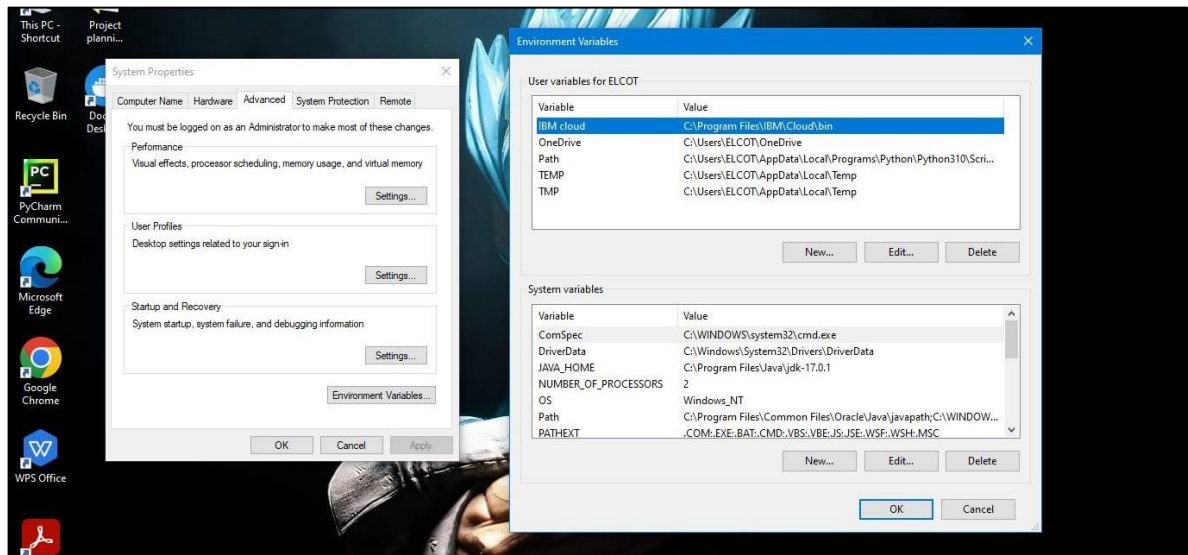 This PC -
Shortcut
Project
planni...
Recycle Bin
PC
PyCharm
Communi...
Microsoft
Edge
Google
Chrome
WPS Office
System Properties
Computer Name Hardware Advanced System Protection Remote
You must be logged on as an Administrator to make most of these changes.
Performance
Visual effects, processor scheduling, memory usage, and virtual memory
Settings...
User Profiles
Desktop settings related to your sign-in
Settings...
Startup and Recovery
System startup, system failure, and debugging information
Settings...
Environment Variables...
OK Cancel Apply
Environment Variables
User variables for ELCOT
Variable Value
IBM cloud C:\Program Files\IBM\Cloud\bin
OneDrive C:\Users\ELCOT\OneDrive
Path C:\Users\ELCOT\AppData\Local\Programs\Python\Python310\Scri...
TEMP C:\Users\ELCOT\AppData\Local\Temp
TMP C:\Users\ELCOT\AppData\Local\Temp
New... Edit... Delete
System variables
Variable Value
ComSpec C:\WINDOWS\system32\cmd.exe
DriverData C:\Windows\System32\Drivers\DriverData
JAVA_HOME C:\Program Files\Java\jdk-17.0.1
NUMBER_OF_PROCESSORS 2
OS Windows_NT
Path C:\Program Files\Common Files\Oracle\Java\javapath;C:\WINDOW...
PATHEXT .COM;.EXE;.BAT;.CMD;.VBS;.VBE;.JS;.JSE;.WSF;.WSH;.MSC
New... Edit... Delete
OK Cancel